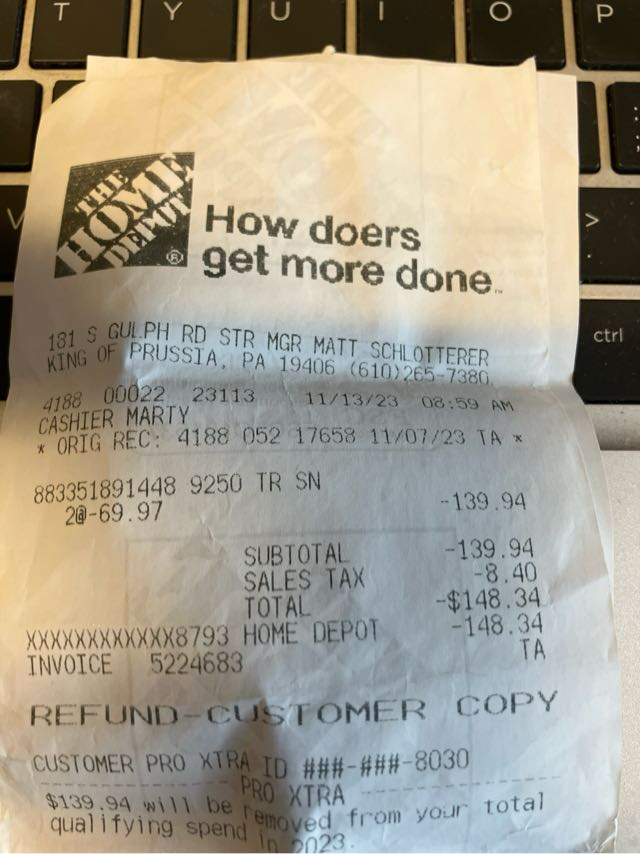 T Y U I O P
THE
HOME
DEPOT
®
How doers
get more done™
181 S GULPH RD STR MGR MATT SCHLOTTERER
KING OF PRUSSIA, PA 19406 (610)265-7380
4188 00022 23113 11/13/23 08:59 AM
CASHIER MARTY
* ORIG REC: 4188 052 17658 11/07/23 TA *
883351891448 9250 TR SN -139.94
2@-69.97
SUBTOTAL -139.94
SALES TAX -8.40
TOTAL -$148.34
XXXXXXXXXXXX8793 HOME DEPOT -148.34
INVOICE 5224683 TA
REFUND-CUSTOMER COPY
CUSTOMER PRO XTRA ID ###-###-8030
PRO XTRA
$139.94 will be removed from your total
qualifying spend in 2023.
V
>
ctrl